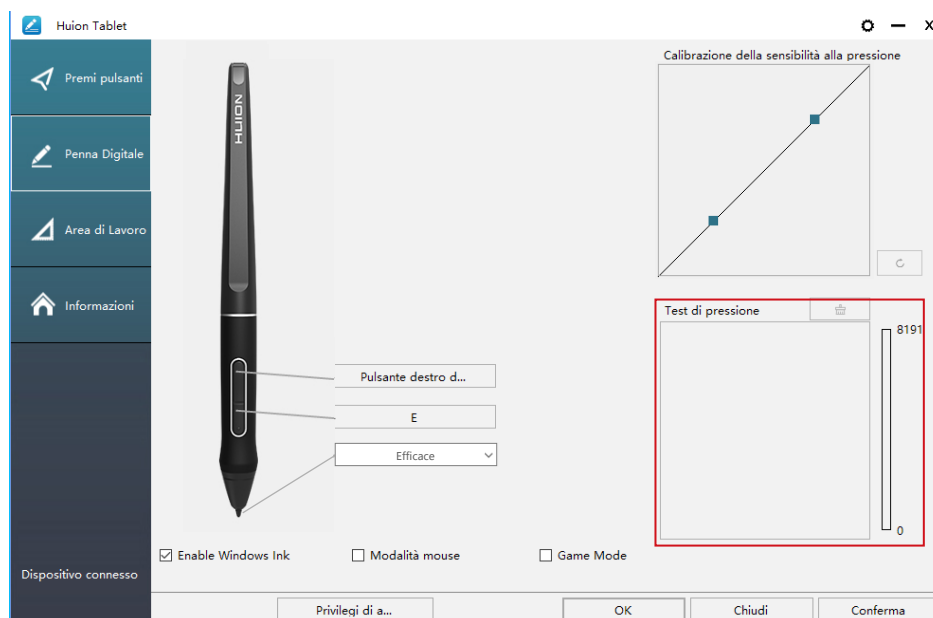 Huion Tablet
X
Premi pulsanti
Penna Digitale
Area di Lavoro
Informazioni
Dispositivo connesso
HUION
Pulsante destro d...
E
Efficace
Calibrazione della sensibilità alla pressione
Test di pressione
8191
0
Enable Windows Ink
Modalità mouse
Game Mode
Privilegi di a...
OK
Chiudi
Conferma